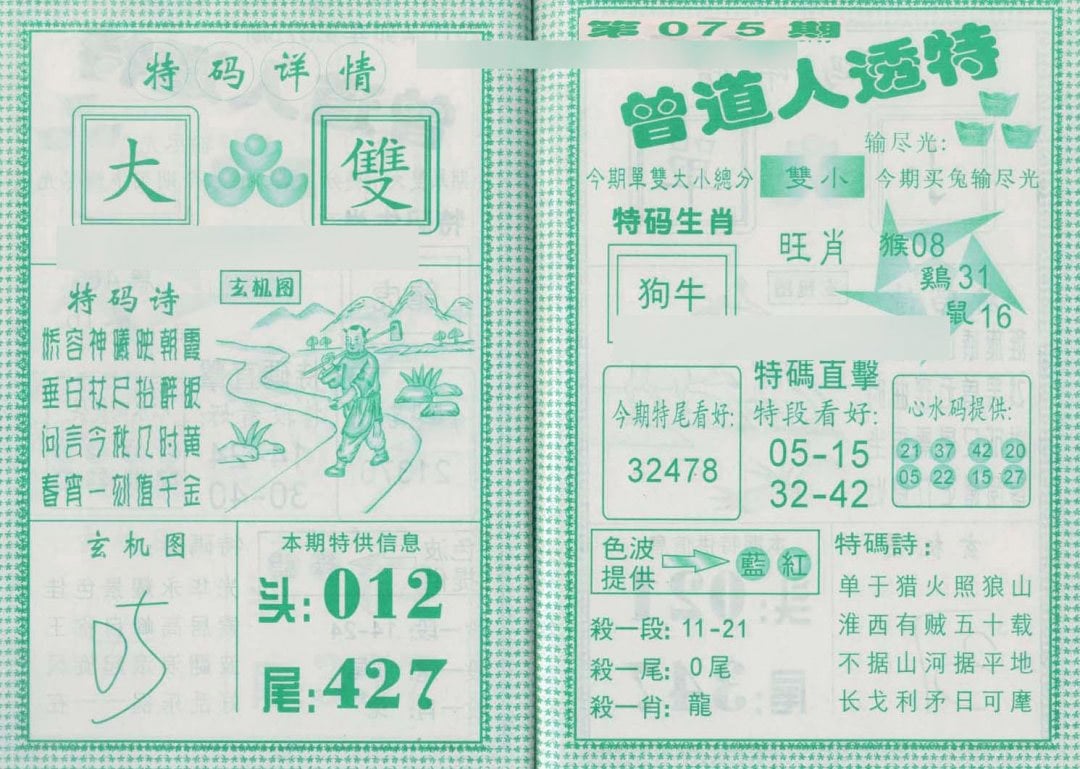 特码详情
大
雙
特码诗
娇容神曦映朝霞
垂白杖尺抬醉眼
问言今我几时黄
春宵一刻值千金
玄机图
玄机图
本期特供信息
头:012
尾:427
第075期
曾道人透特
输尽光:
今期單雙大小總分
雙小
今期买兔输尽光
特码生肖
狗牛
旺肖
猴08
鷄31
鼠16
今期特尾看好:
32478
特碼直擊
特段看好:
05-15
32-42
心水码提供:
21 37 42 20
05 22 15 27
色波
提供
藍 紅
殺一段: 11-21
殺一尾: 0尾
殺一肖: 龍
特碼詩:
单于猎火照狼山
淮西有贼五十载
不据山河据平地
长戈利矛日可麾